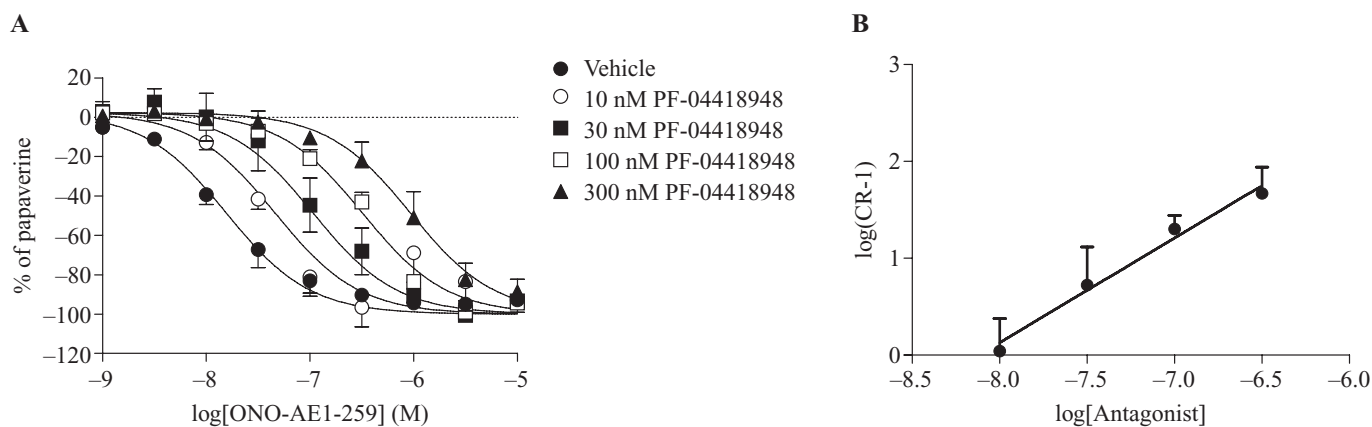 A
B
20
0
−20
−40
−60
−80
−100
−120
% of papaverine
−9
−8
−7
−6
−5
log[ONO-AE1-259] (M)
Vehicle
10 nM PF-04418948
30 nM PF-04418948
100 nM PF-04418948
300 nM PF-04418948
3
2
1
0
log(CR-1)
−8.5
−8.0
−7.5
−7.0
−6.5
−6.0
log[Antagonist]